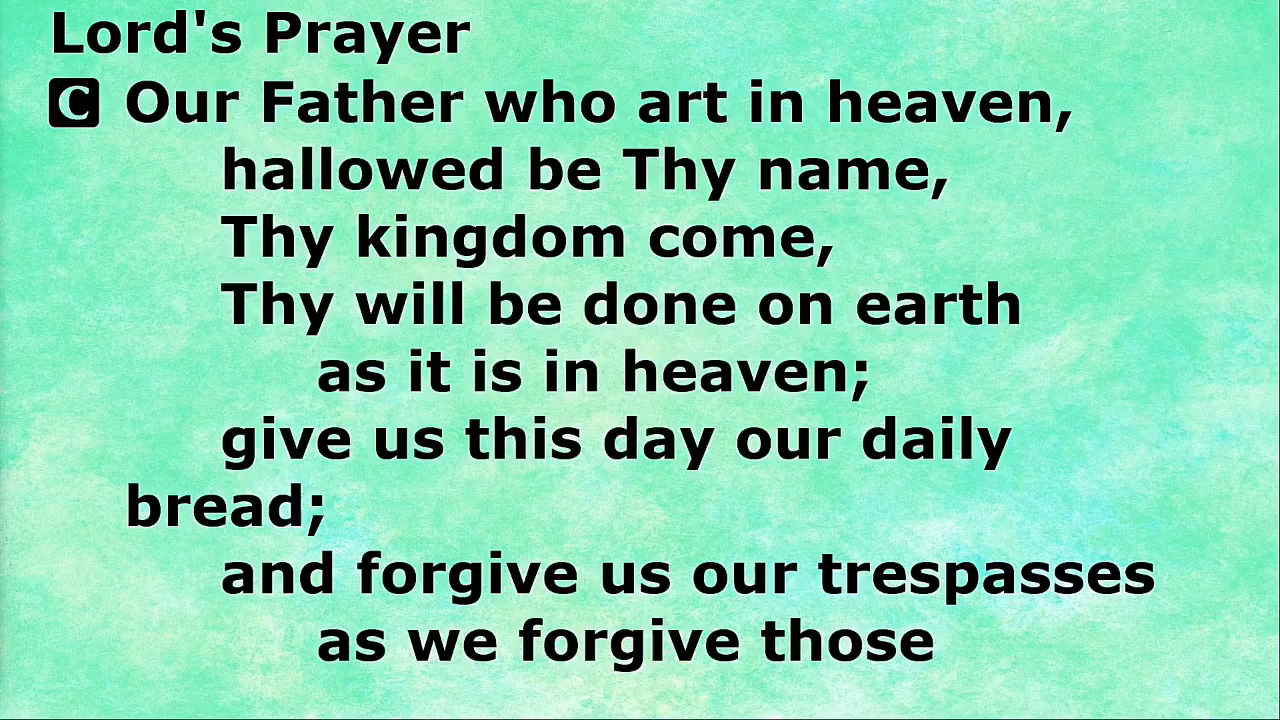 Lord's Prayer
C Our Father who art in heaven,
hallowed be Thy name,
Thy kingdom come,
Thy will be done on earth
as it is in heaven;
give us this day our daily
bread;
and forgive us our trespasses
as we forgive those